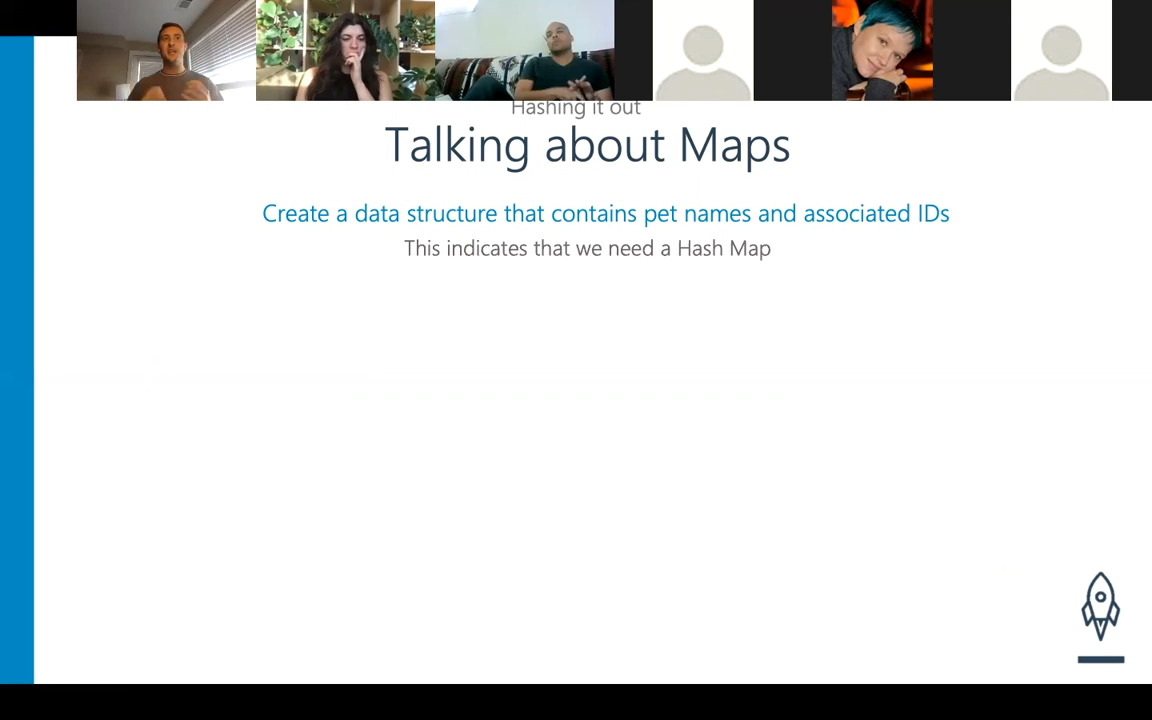 Hashing it out
Talking about Maps
Create a data structure that contains pet names and associated IDs
This indicates that we need a Hash Map